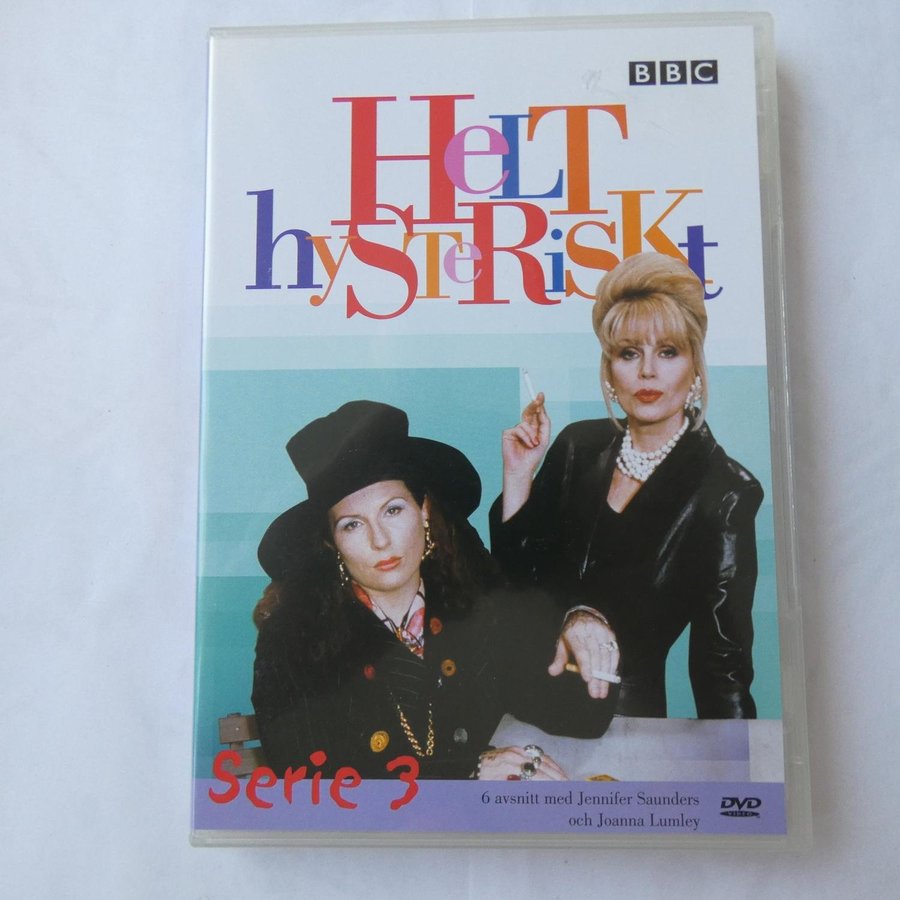 BBC
HeLT
hySTeRiSKt
Serie 3
6 avsnitt med Jennifer Saunders
och Joanna Lumley
DVD
VIDEO